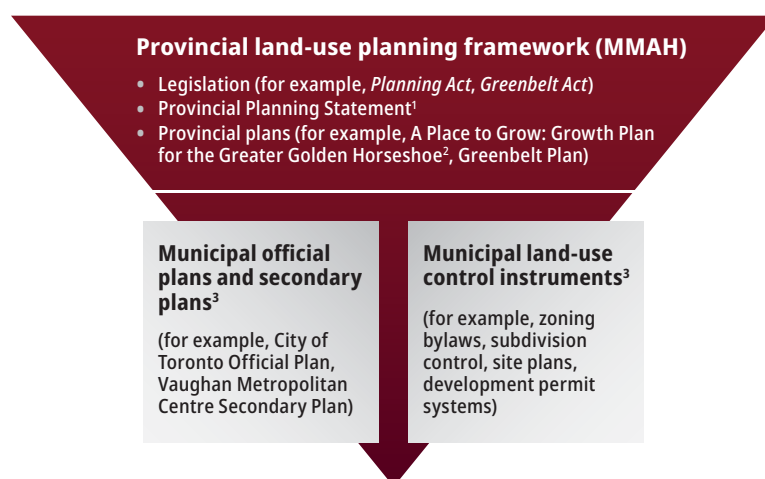 Provincial land-use planning framework (MMAH)
• Legislation (for example, Planning Act, Greenbelt Act)
• Provincial Planning Statement¹
• Provincial plans (for example, A Place to Grow: Growth Plan
for the Greater Golden Horseshoe², Greenbelt Plan)
Municipal official
plans and secondary
plans³
(for example, City of
Toronto Official Plan,
Vaughan Metropolitan
Centre Secondary Plan)
Municipal land-use
control instruments³
(for example, zoning
bylaws, subdivision
control, site plans,
development permit
systems)